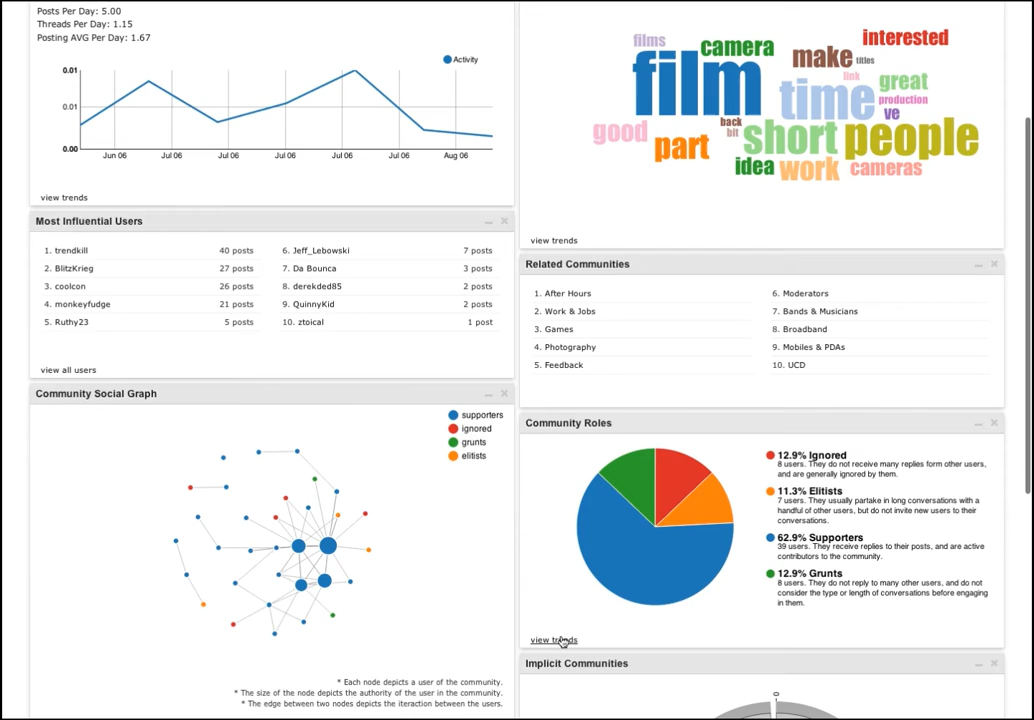 Posts Per Day: 5.00
Threads Per Day: 1.15
Posting AVG Per Day: 1.67
Activity
0.01
0.01
0.00
Jun 06
Jul 06
Jul 06
Jul 06
Jul 06
Jul 06
Aug 06
view trends
films
camera
interested
make
titles
film
link
time
great
production
ve
back
bit
good
part
short
people
idea
work
cameras
view trends
Most Influential Users
1. trendkill 40 posts
2. BlitzKrieg 27 posts
3. coolcon 26 posts
4. monkeyfudge 21 posts
5. Ruthy23 5 posts
6. Jeff_Lebowski 7 posts
7. Da Bounca 3 posts
8. derekded85 2 posts
9. QuinnyKid 2 posts
10. ztoical 1 post
view all users
Related Communities
1. After Hours
2. Work & Jobs
3. Games
4. Photography
5. Feedback
6. Moderators
7. Bands & Musicians
8. Broadband
9. Mobiles & PDAs
10. UCD
Community Social Graph
supporters
ignored
grunts
elitists
* Each node depicts a user of the community.
* The size of the node depicts the authority of the user in the community.
* The edge between two nodes depicts the iteraction between the users.
Community Roles
12.9% Ignored
8 users. They do not receive many replies form other users,
and are generally ignored by them.
11.3% Elitists
7 users. They usually partake in long conversations with a
handful of other users, but do not invite new users to their
conversations.
62.9% Supporters
39 users. They receive replies to their posts, and are active
contributors to the community.
12.9% Grunts
8 users. They do not reply to many other users, and do not
consider the type or length of conversations before engaging
in them.
view trends
Implicit Communities
0